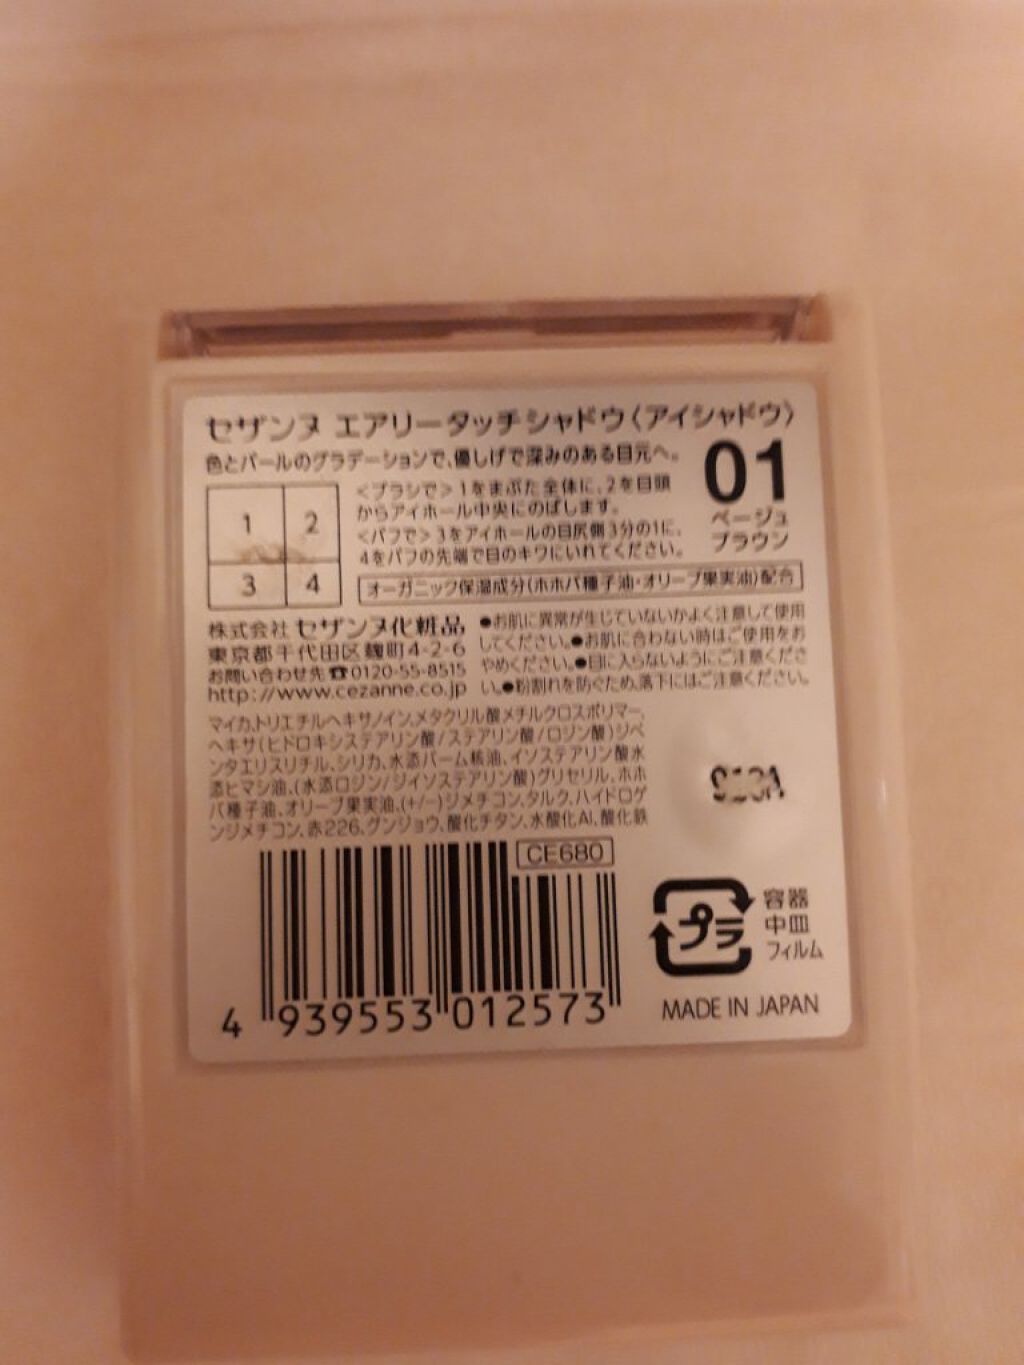 セザンヌ エアリータッチシャドウ〈アイシャドウ〉
色とパールのグラデーションで、優しげで深みのある目元へ。
01
ベージュ
ブラウン
1 2
3 4
<ブラシで>1をまぶた全体に、2を目頭
からアイホール中央にのばします。
<パフで>3をアイホールの目尻側3分の1に、
4をパフの先端で目のキワにいれてください。
オーガニック保湿成分(ホホバ種子油・オリーブ果実油)配合
株式会社 セザンヌ化粧品
東京都千代田区麹町4-2-6
お問い合わせ先☎0120-55-8515
http://www.cezanne.co.jp
●お肌に異常が生じていないかよく注意して使用
してください。●お肌に合わない時はご使用をお
やめください。●目に入らないようにご注意くださ
い。●粉割れを防ぐため、落下にはご注意ください。
マイカ、トリエチルヘキサノイン、メタクリル酸メチルクロスポリマー、
ヘキサ(ヒドロキシステアリン酸/ステアリン酸/ロジン酸)ジペ
ンタエリスリチル、シリカ、水添パーム核油、イソステアリン酸水
添ヒマシ油、(水添ロジン/ジイソステアリン酸)グリセリル、ホホ
バ種子油、オリーブ果実油、(+/-)ジメチコン、タルク、ハイドロゲ
ンジメチコン、赤226、グンジョウ、酸化チタン、水酸化Al、酸化鉄
CE680
4 939553 012573
プラ
容器
中皿
フィルム
MADE IN JAPAN